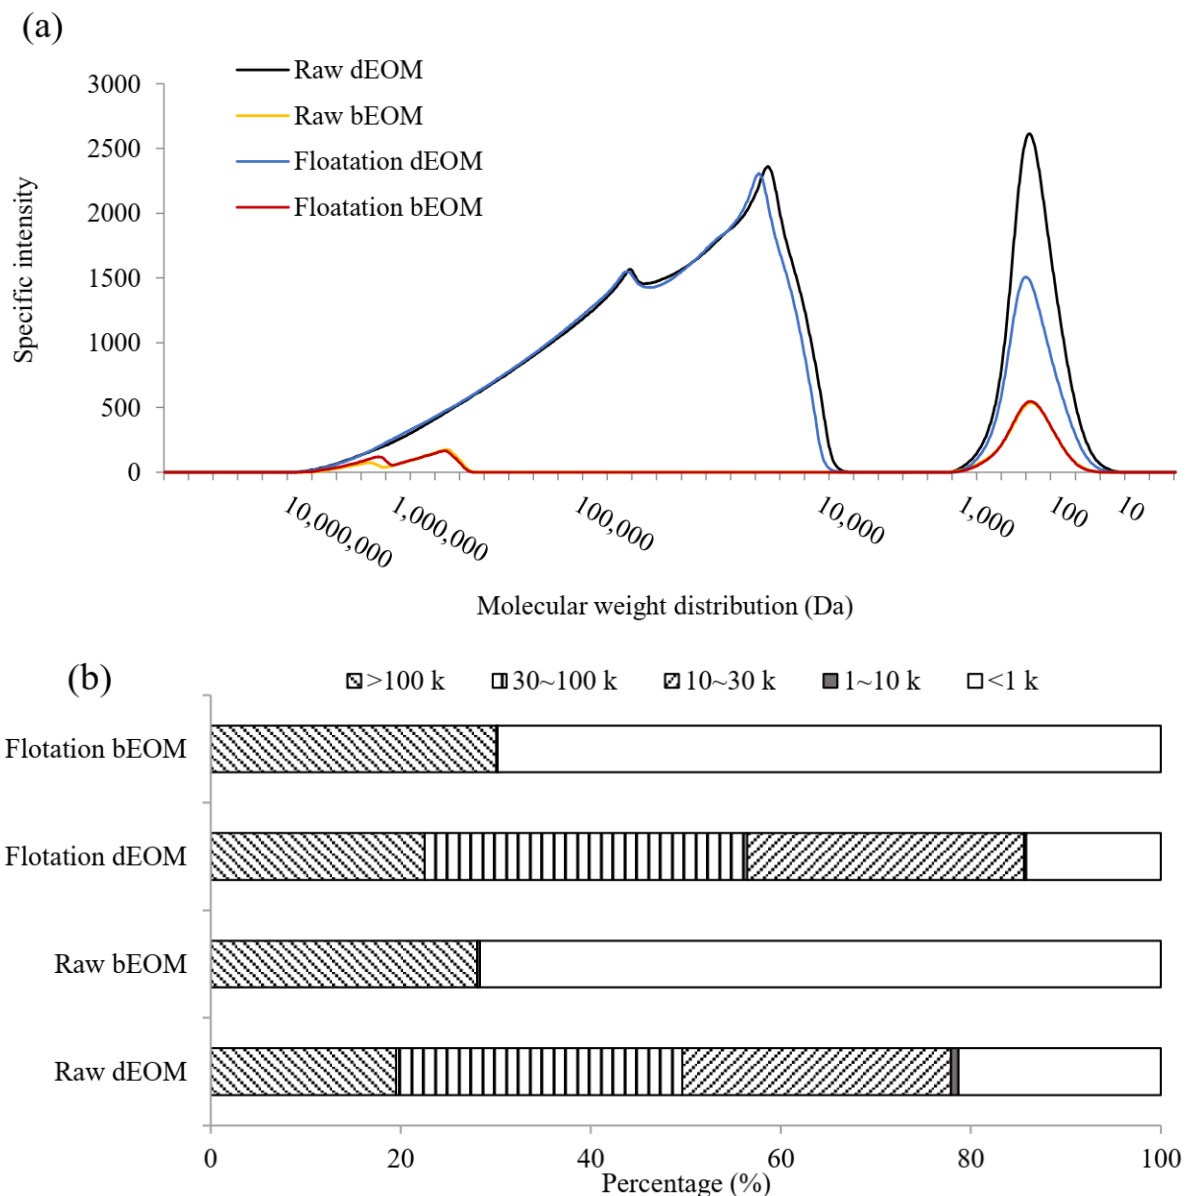 (a)
Raw dEOM
Raw bEOM
Floatation dEOM
Floatation bEOM
Specific intensity
3000
2500
2000
1500
1000
500
0
10,000,000
1,000,000
100,000
10,000
1,000
100
10
Molecular weight distribution (Da)
(b)
>100 k
30~100 k
10~30 k
1~10 k
<1 k
Flotation bEOM
Flotation dEOM
Raw bEOM
Raw dEOM
0
20
40
60
80
100
Percentage (%)